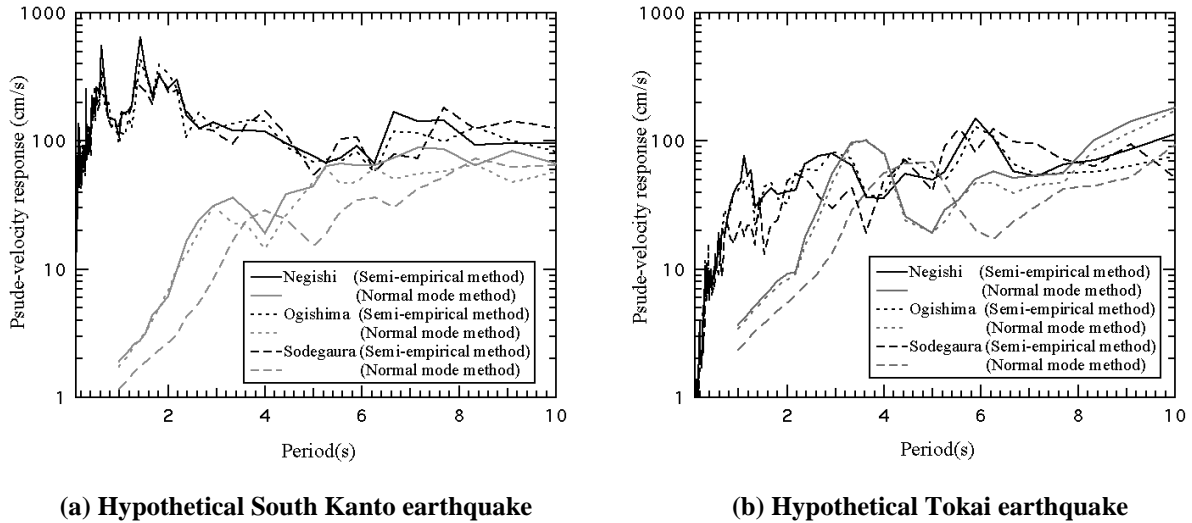 1000
100
10
1
Psude-velocity response (cm/s)
Negishi (Semi-empirical method)
(Normal mode method)
Ogishima (Semi-empirical method)
(Normal mode method)
Sodegaura (Semi-empirical method)
(Normal mode method)
2 4 6 8 10
Period(s)
(a) Hypothetical South Kanto earthquake
1000
100
10
1
Psude-velocity response (cm/s)
Negishi (Semi-empirical method)
(Normal mode method)
Ogishima (Semi-empirical method)
(Normal mode method)
Sodegaura (Semi-empirical method)
(Normal mode method)
2 4 6 8 10
Period(s)
(b) Hypothetical Tokai earthquake